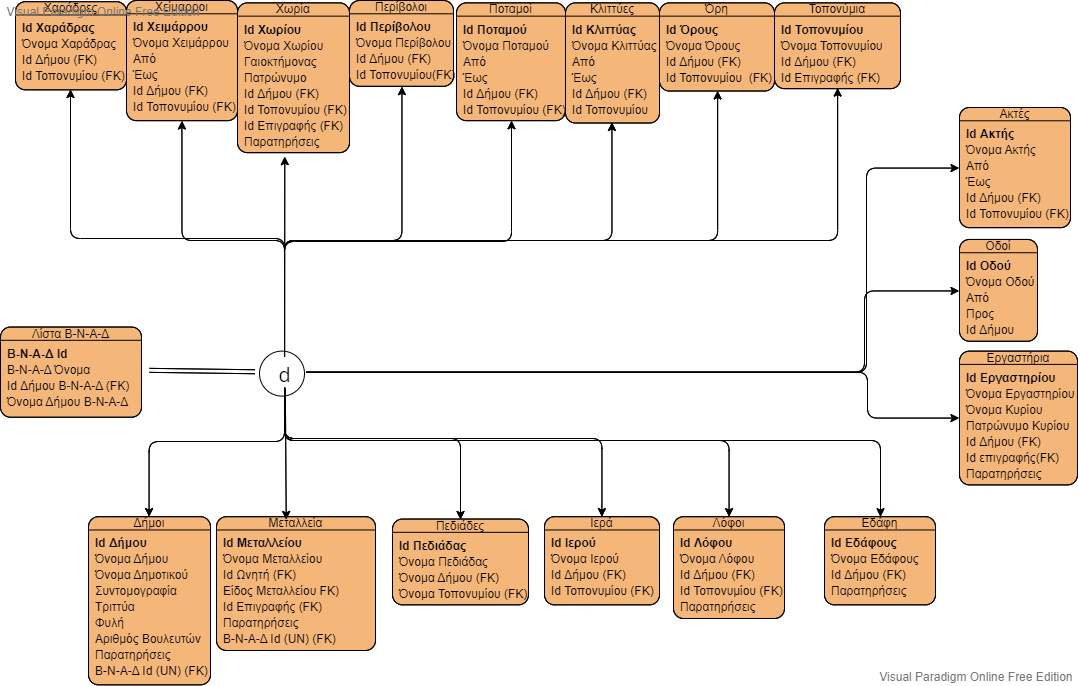 Visual Paradigm Online Free Edition
Χαράδρες
Id Χαράδρας
Όνομα Χαράδρας
Id Δήμου (FK)
Id Τοπονυμίου (FK)
Χείμαρροι
Id Χειμάρρου
Όνομα Χειμάρρου
Από
Έως
Id Δήμου (FK)
Id Τοπονυμίου (FK)
Χωρία
Id Χωρίου
Όνομα Χωρίου
Γαιοκτήμονας
Πατρώνυμο
Id Δήμου (FK)
Id Τοπονυμίου (FK)
Id Επιγραφής (FK)
Παρατηρήσεις
Περίβολοι
Id Περίβολου
Όνομα Περίβολου
Id Δήμου (FK)
Id Τοπονυμίου(FK)
Ποταμοί
Id Ποταμού
Όνομα Ποταμού
Από
Έως
Id Δήμου (FK)
Id Τοπονυμίου (FK)
Κλιττύες
Id Κλιττύας
Όνομα Κλιττύας
Από
Έως
Id Δήμου (FK)
Id Τοπονυμίου
Όρη
Id Όρους
Όνομα Όρους
Id Δήμου (FK)
Id Τοπονυμίου (FK)
Τοπονύμια
Id Τοπονυμίου
Όνομα Τοπονυμίου
Id Δήμου (FK)
Id Επιγραφής (FK)
Ακτές
Id Ακτής
Όνομα Ακτής
Από
Έως
Id Δήμου (FK)
Id Τοπονυμίου (FK)
Οδοί
Id Οδού
Όνομα Οδού
Από
Προς
Id Δήμου
Λίστα Β-Ν-Α-Δ
Β-Ν-Α-Δ Id
Β-Ν-Α-Δ Όνομα
Id Δήμου Β-Ν-Α-Δ (FK)
Όνομα Δήμου Β-Ν-Α-Δ
d
Εργαστήρια
Id Εργαστηρίου
Όνομα Εργαστηρίου
Όνομα Κυρίου
Πατρώνυμο Κυρίου
Id Δήμου (FK)
Id επιγραφής(FK)
Παρατηρήσεις
Δήμοι
Id Δήμου
Όνομα Δήμου
Όνομα Δημοτικού
Συντομογραφία
Τριττύα
Φυλή
Αριθμός Βουλευτών
Παρατηρήσεις
Β-Ν-Α-Δ Id (UN) (FK)
Μεταλλεία
Id Μεταλλείου
Όνομα Μεταλλείου
Id Ωνητή (FK)
Είδος Μεταλλείου FK)
Id Επιγραφής (FK)
Παρατηρήσεις
Β-Ν-Α-Δ Id (UN) (FK)
Πεδιάδες
Id Πεδιάδας
Όνομα Πεδιάδας
Όνομα Δήμου (FK)
Όνομα Τοπονυμίου (FK)
Ιερά
Id Ιερού
Όνομα Ιερού
Id Δήμου (FK)
Id Τοπονυμίου (FK)
Λόφοι
Id Λόφου
Όνομα Λόφου
Id Δήμου (FK)
Id Τοπονυμίου (FK)
Παρατηρήσεις
Εδάφη
Id Εδάφους
Όνομα Εδάφους
Id Δήμου (FK)
Παρατηρήσεις
Visual Paradigm Online Free Edition